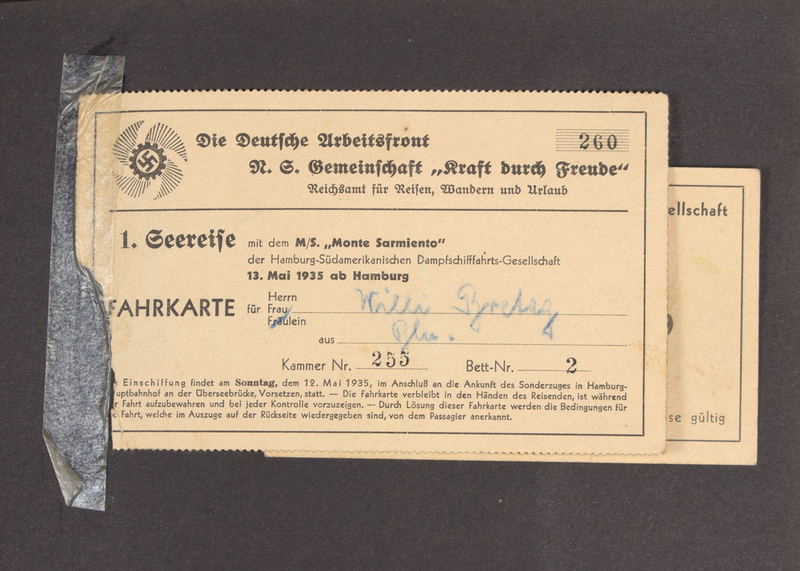 Die Deutsche Arbeitsfront
260
N. S. Gemeinschaft „Kraft durch Freude"
Reichsamt für Reisen, Wandern und Urlaub
1. Seereise mit dem M/S. „Monte Sarmiento"
der Hamburg-Südamerikanischen Dampfschifffahrts-Gesellschaft
13. Mai 1935 ab Hamburg
FAHRKARTE für Herrn
Frau
Fräulein
Willi
aus
Kammer Nr. 255 Bett-Nr. 2
Einschiffung findet am Sonntag, dem 12. Mai 1935, im Anschluß an die Ankunft des Sonderzuges in Hamburg-
uptbahnhof an der Überseebrücke, Vorsetzen, statt. — Die Fahrkarte verbleibt in den Händen des Reisenden, ist während
r Fahrt aufzubewahren und bei jeder Kontrolle vorzuzeigen. — Durch Lösung dieser Fahrkarte werden die Bedingungen für
e Fahrt, welche im Auszuge auf der Rückseite wiedergegeben sind, von dem Passagier anerkannt.
ellschaft
se gültig